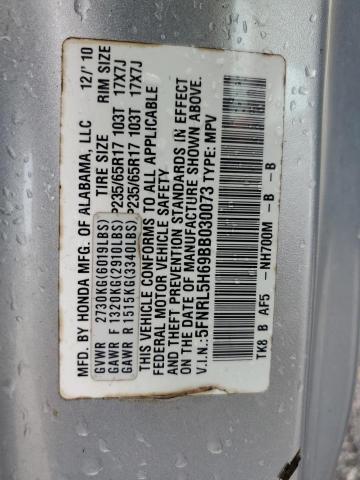 MFD. BY HONDA MFG. OF ALABAMA, LLC 12/'10
TIRE SIZE RIM SIZE
GVWR 2730KG(6019LBS)
GAWR F 1320KG(2910LBS) P235/65R17 103T 17X7J
GAWR R 1515KG(3340LBS) P235/65R17 103T 17X7J
THIS VEHICLE CONFORMS TO ALL APPLICABLE
FEDERAL MOTOR VEHICLE SAFETY,
AND THEFT PREVENTION STANDARDS IN EFFECT
ON THE DATE OF MANUFACTURE SHOWN ABOVE.
V.I.N.: 5FNRL5H69BB030073 TYPE: MPV
TK8 B AF5 -NH700M - B - B